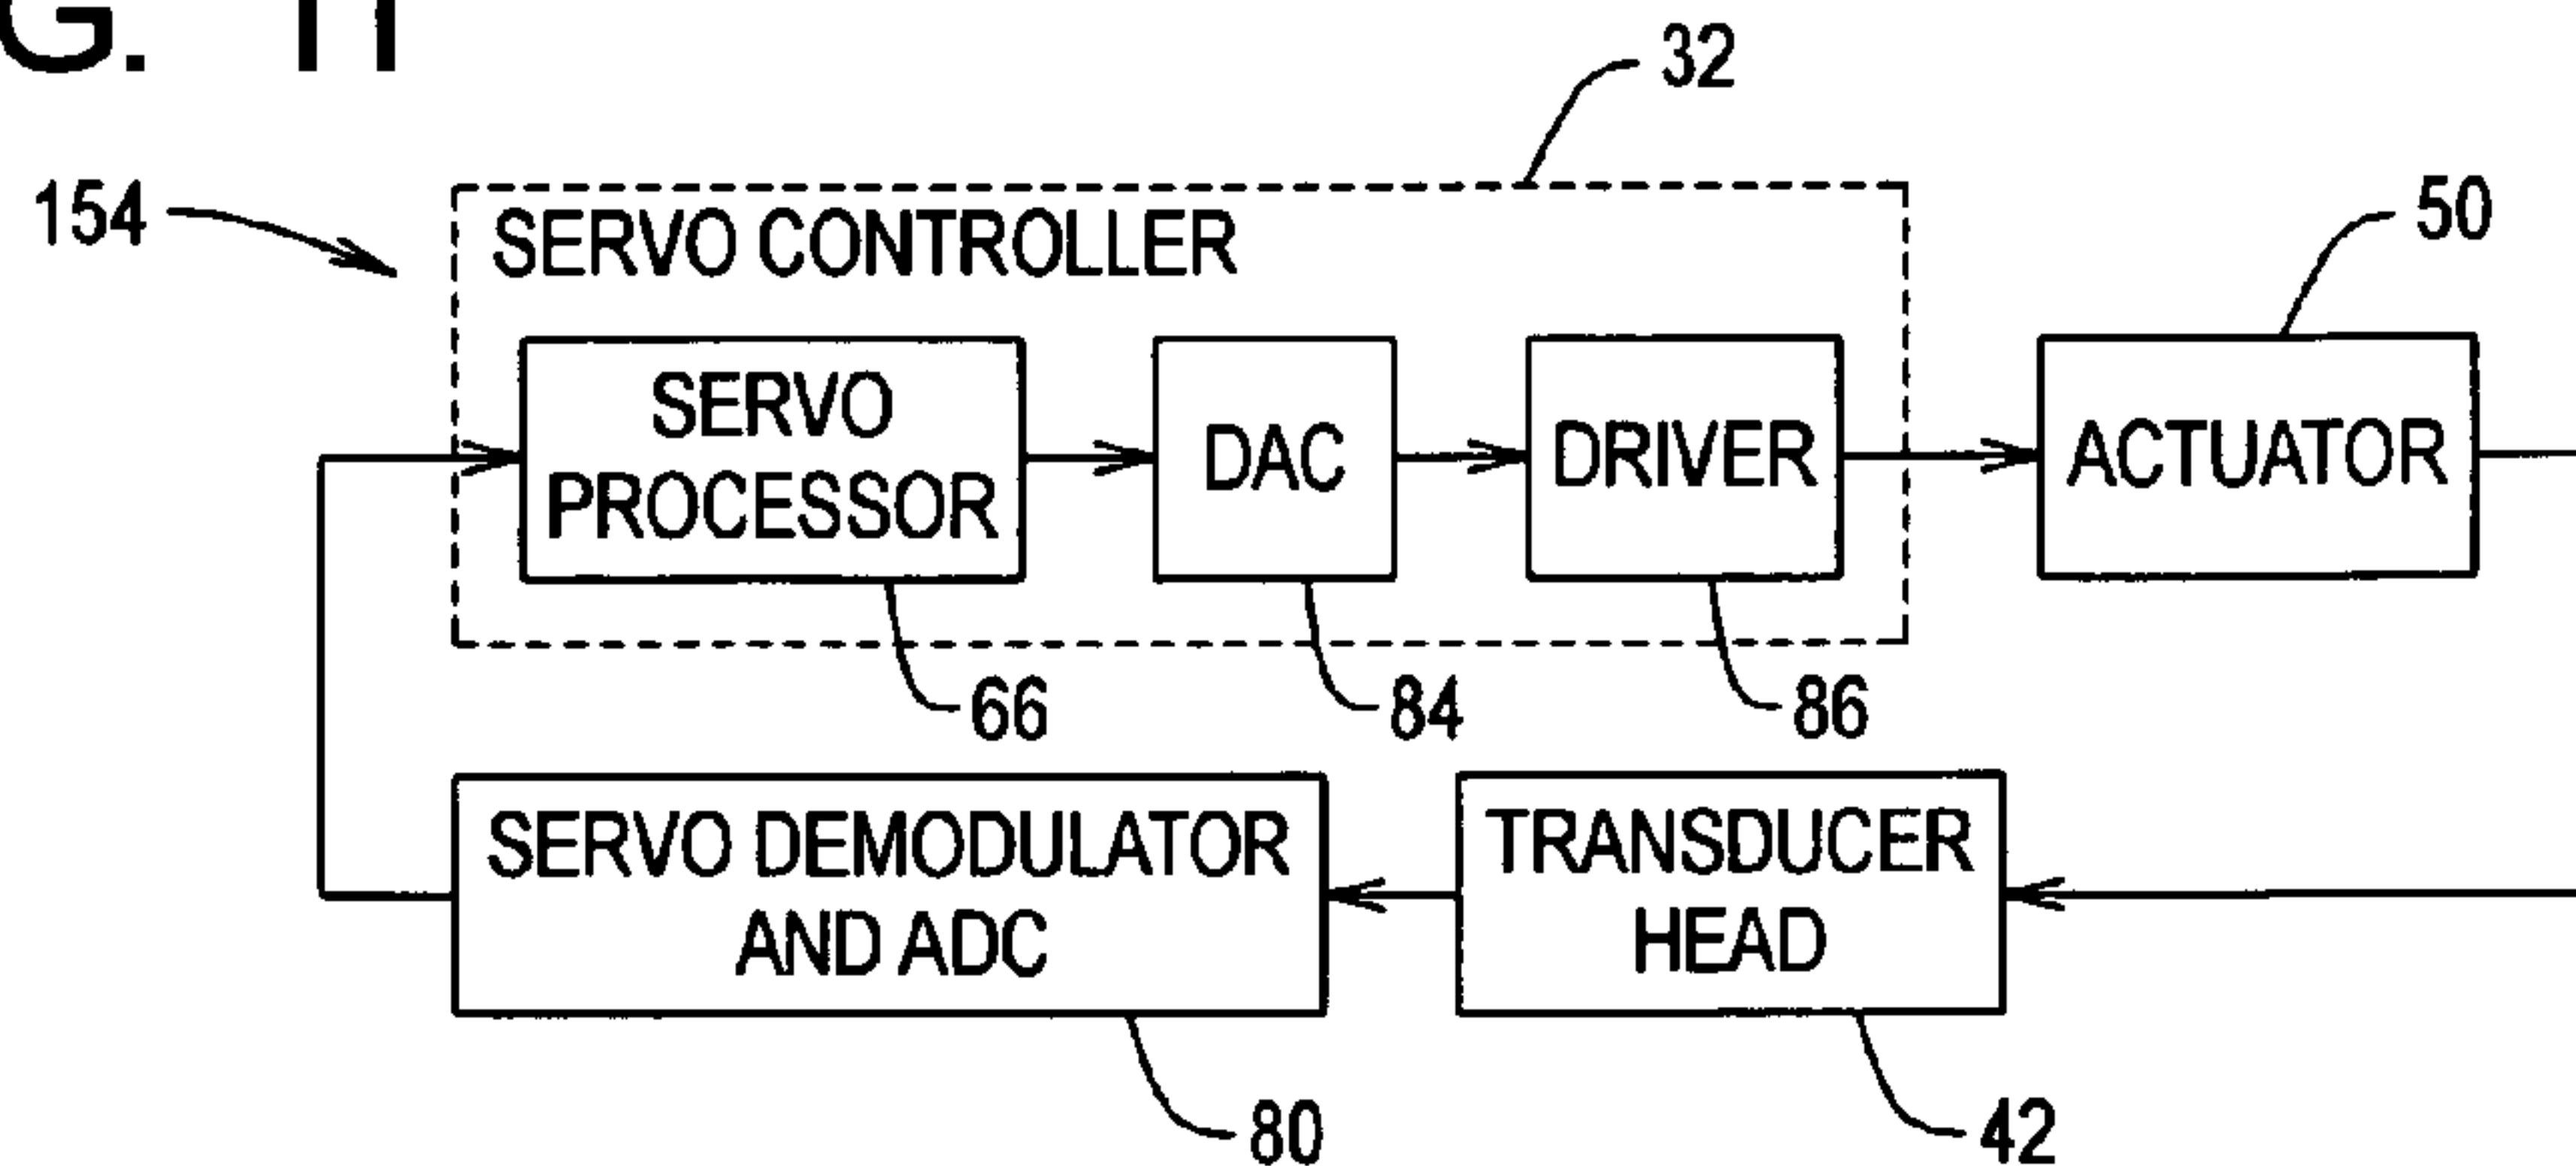 G. 11
32
154
SERVO CONTROLLER
50
SERVO
PROCESSOR
DAC
DRIVER
ACTUATOR
66
84
86
SERVO DEMODULATOR
AND ADC
TRANSDUCER
HEAD
80
42